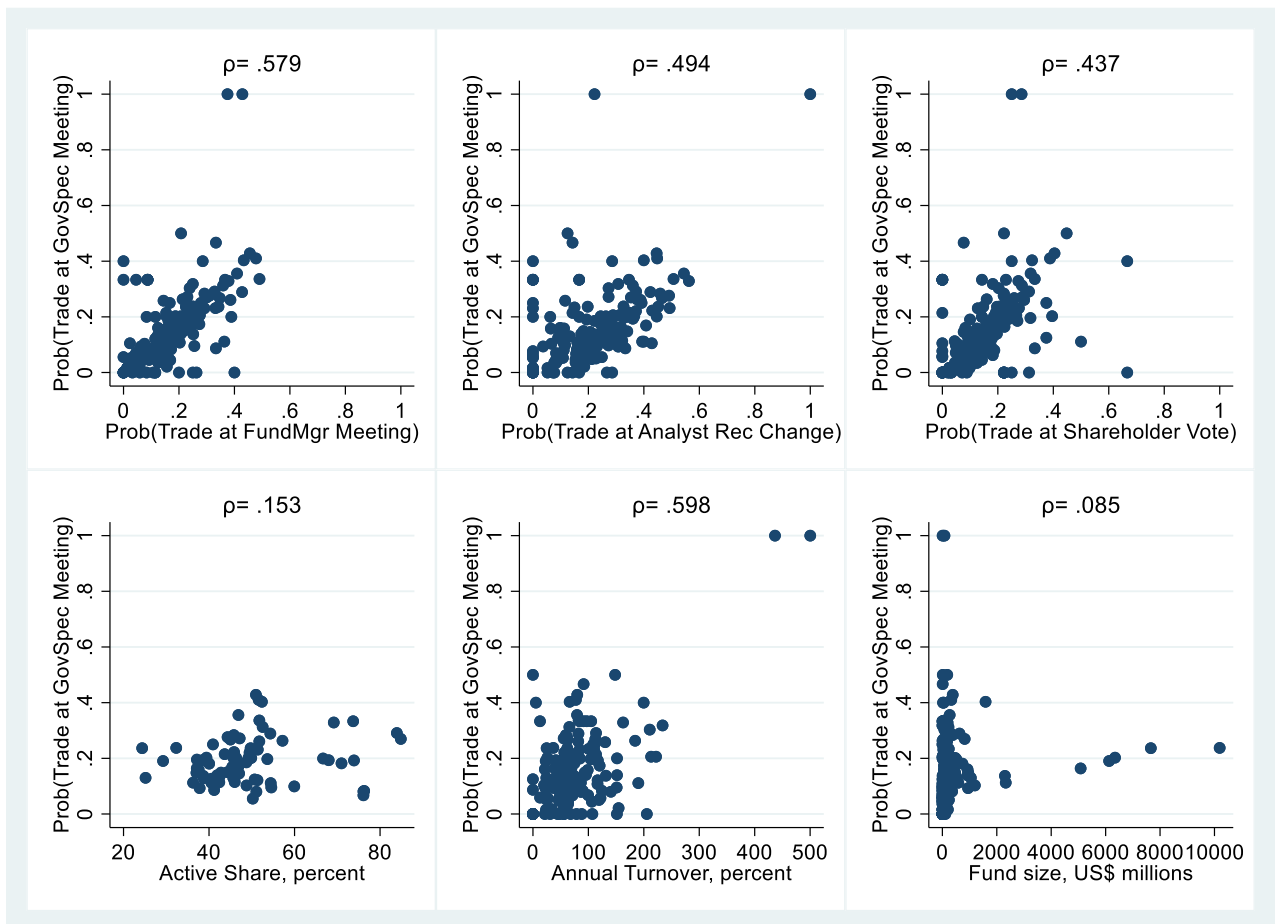 ρ= .579
Prob(Trade at GovSpec Meeting)
1
.8
.6
.4
.2
0
0 .2 .4 .6 .8 1
Prob(Trade at FundMgr Meeting)
ρ= .494
Prob(Trade at GovSpec Meeting)
1
.8
.6
.4
.2
0
0 .2 .4 .6 .8 1
Prob(Trade at Analyst Rec Change)
ρ= .437
Prob(Trade at GovSpec Meeting)
1
.8
.6
.4
.2
0
0 .2 .4 .6 .8 1
Prob(Trade at Shareholder Vote)
ρ= .153
Prob(Trade at GovSpec Meeting)
1
.8
.6
.4
.2
0
20 40 60 80
Active Share, percent
ρ= .598
Prob(Trade at GovSpec Meeting)
1
.8
.6
.4
.2
0
0 100 200 300 400 500
Annual Turnover, percent
ρ= .085
Prob(Trade at GovSpec Meeting)
1
.8
.6
.4
.2
0
0 2000 4000 6000 8000 10000
Fund size, US$ millions